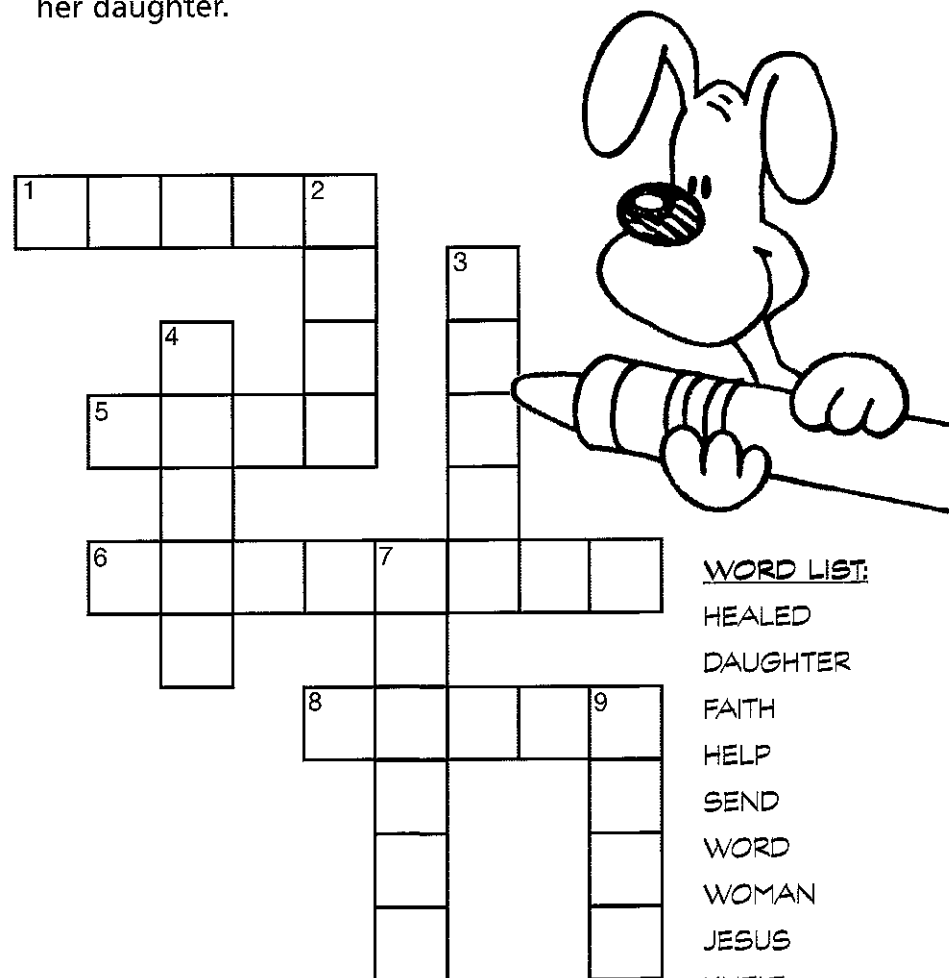 her daughter.
1
2
3
4
5
6
7
8
9
WORD LIST:
HEALED
DAUGHTER
FAITH
HELP
SEND
WORD
WOMAN
JESUS